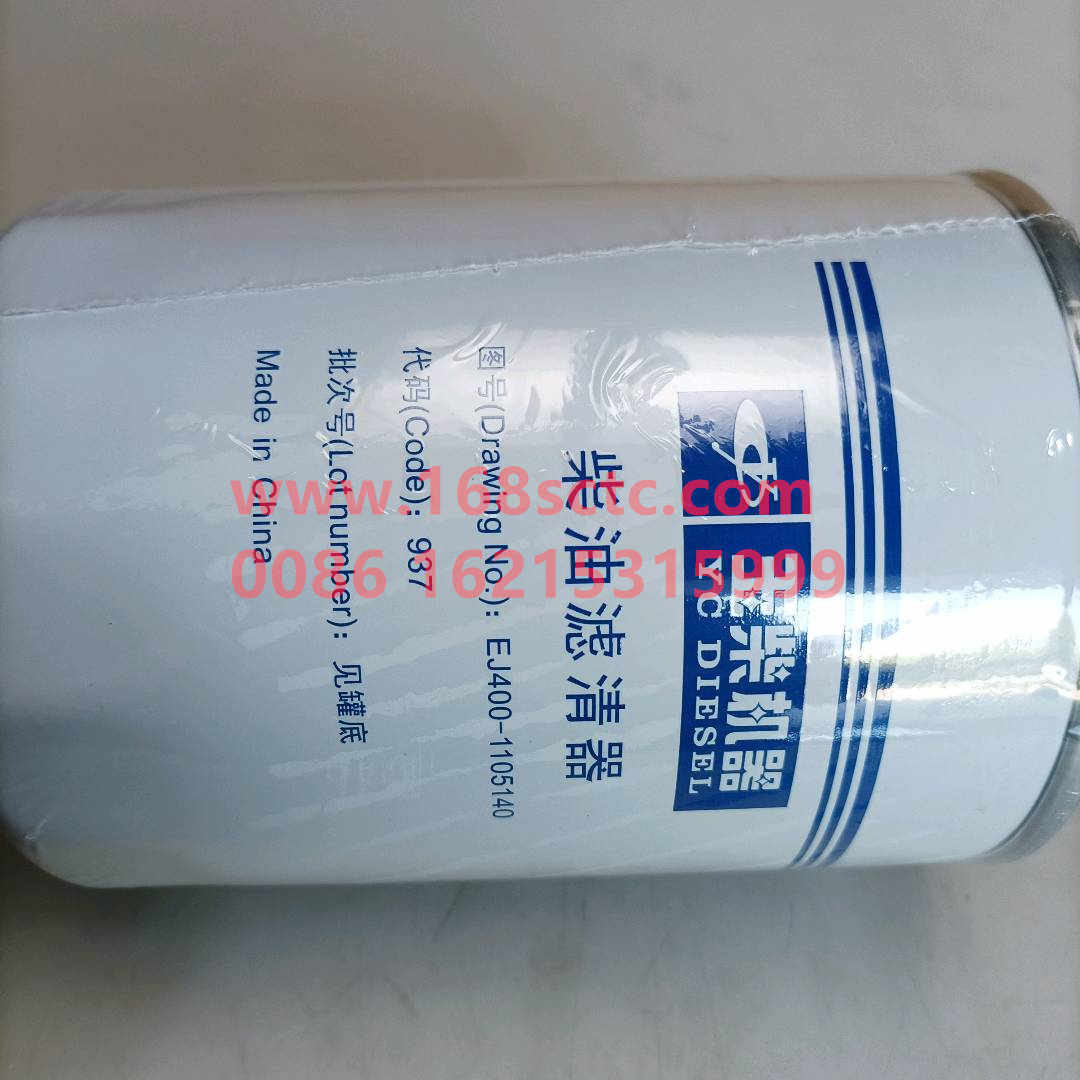 玉柴机器
YC DIESEL
柴油滤清器
图号(Drawing No.): EJ400-1105140
代码(Code): 937
批次号(Lot number): 见罐底
Made in China
www.168sctc.com
0086 16215315999